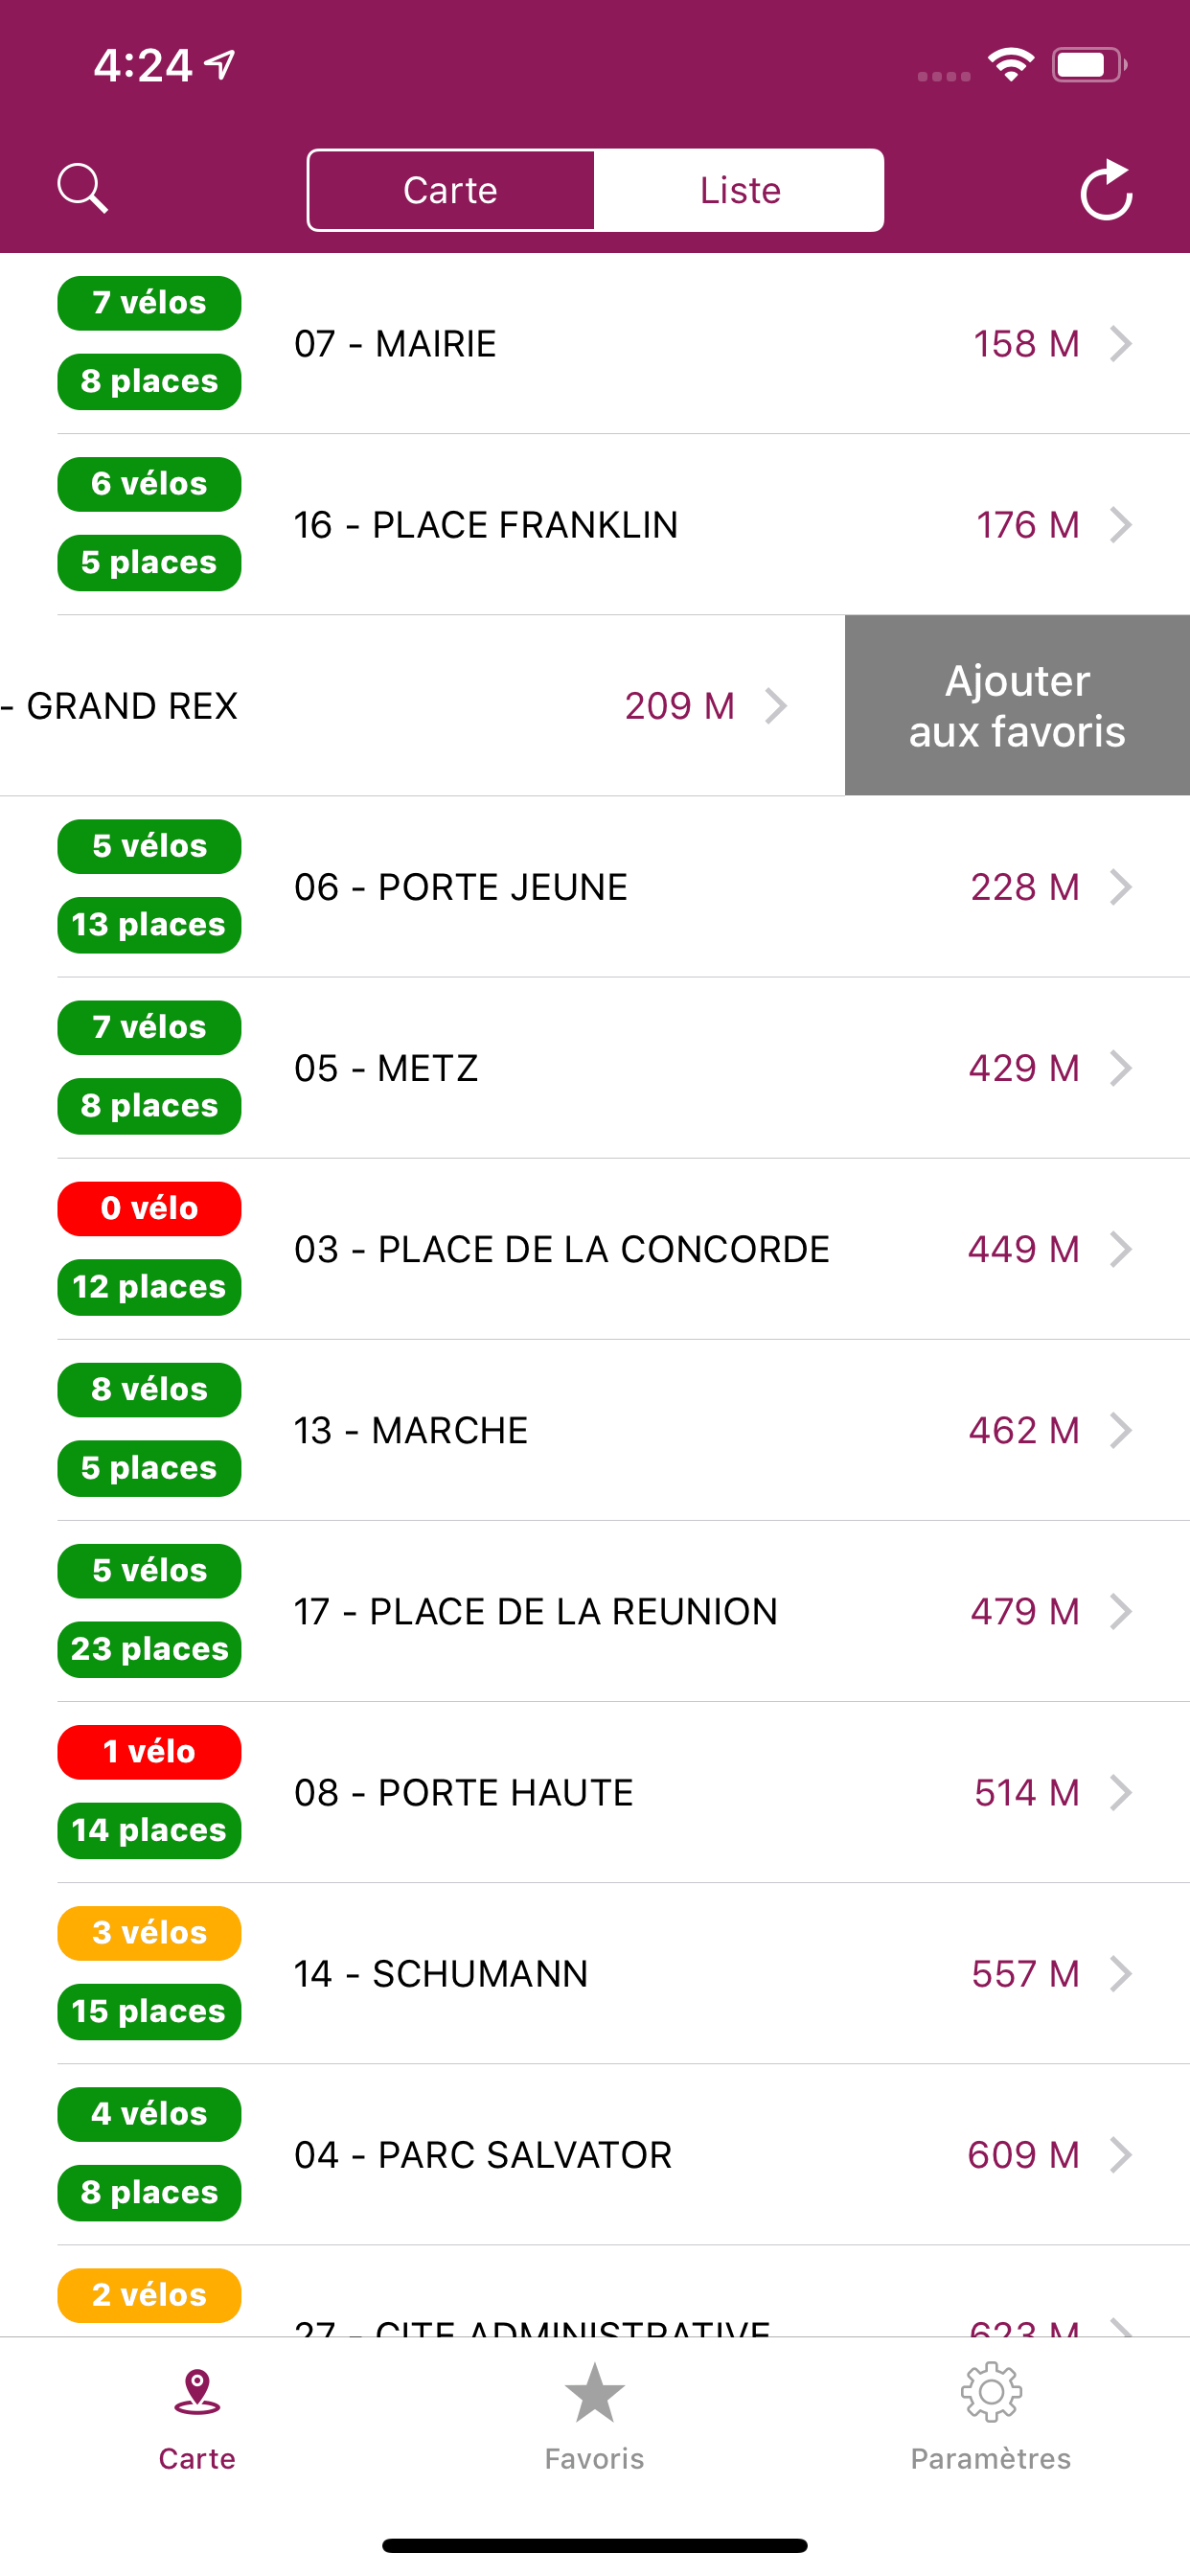 4:24
Carte Liste
7 vélos
07 - MAIRIE 158 M
8 places
6 vélos
16 - PLACE FRANKLIN 176 M
5 places
- GRAND REX 209 M
Ajouter
aux favoris
5 vélos
06 - PORTE JEUNE 228 M
13 places
7 vélos
05 - METZ 429 M
8 places
0 vélo
03 - PLACE DE LA CONCORDE 449 M
12 places
8 vélos
13 - MARCHE 462 M
5 places
5 vélos
17 - PLACE DE LA REUNION 479 M
23 places
1 vélo
08 - PORTE HAUTE 514 M
14 places
3 vélos
14 - SCHUMANN 557 M
15 places
4 vélos
04 - PARC SALVATOR 609 M
8 places
2 vélos
27 - CITE ADMINISTRATIVE 623 M
Carte Favoris Paramètres